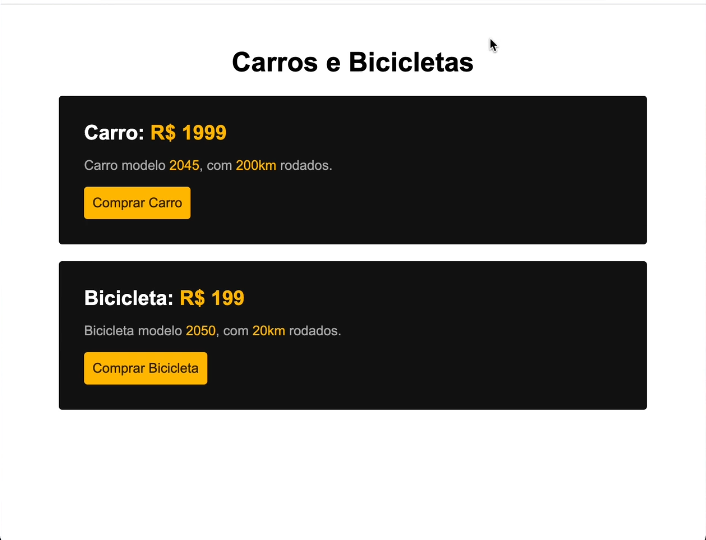 Carros e Bicicletas
Carro: R$ 1999
Carro modelo 2045, com 200km rodados.
Comprar Carro
Bicicleta: R$ 199
Bicicleta modelo 2050, com 20km rodados.
Comprar Bicicleta